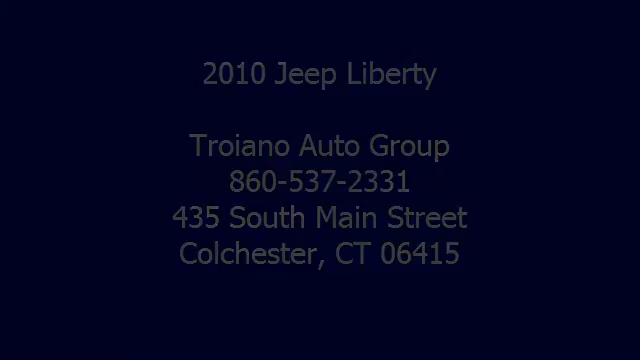 2010 Jeep Liberty
Troiano Auto Group
860-537-2331
435 South Main Street
Colchester, CT 06415